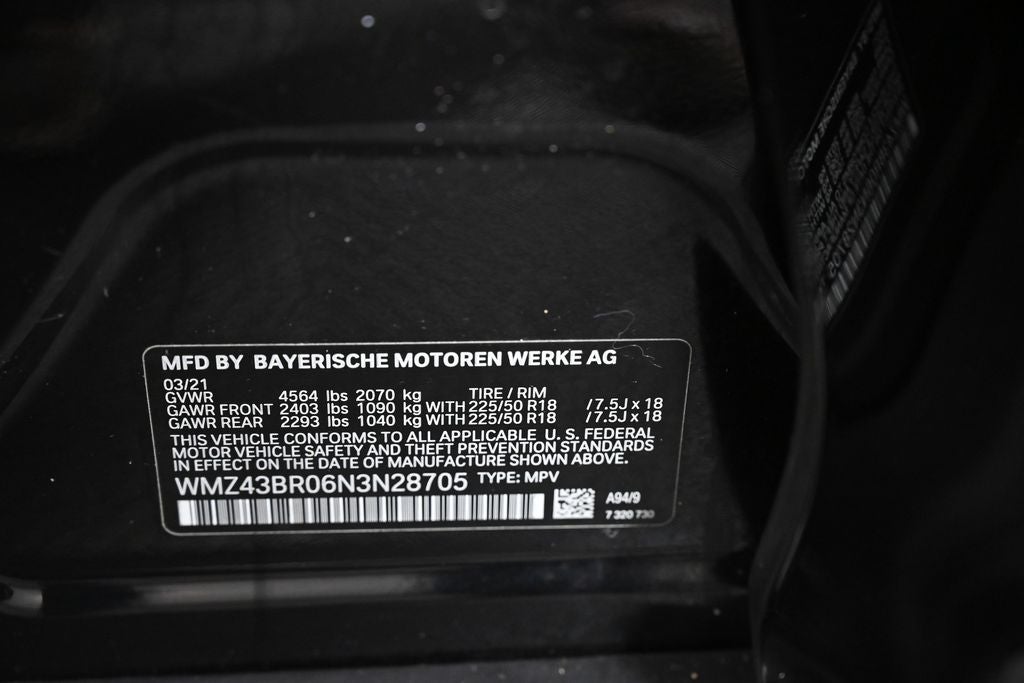 MFD BY BAYERISCHE MOTOREN WERKE AG
03/21
GVWR 4564 lbs 2070 kg TIRE / RIM
GAWR FRONT 2403 lbs 1090 kg WITH 225/50 R18 / 7.5J x 18
GAWR REAR 2293 lbs 1040 kg WITH 225/50 R18 / 7.5J x 18
THIS VEHICLE CONFORMS TO ALL APPLICABLE U. S. FEDERAL
MOTOR VEHICLE SAFETY AND THEFT PREVENTION STANDARDS
IN EFFECT ON THE DATE OF MANUFACTURE SHOWN ABOVE.
WMZ43BR06N3N28705 TYPE: MPV
A94/9
7 320 730